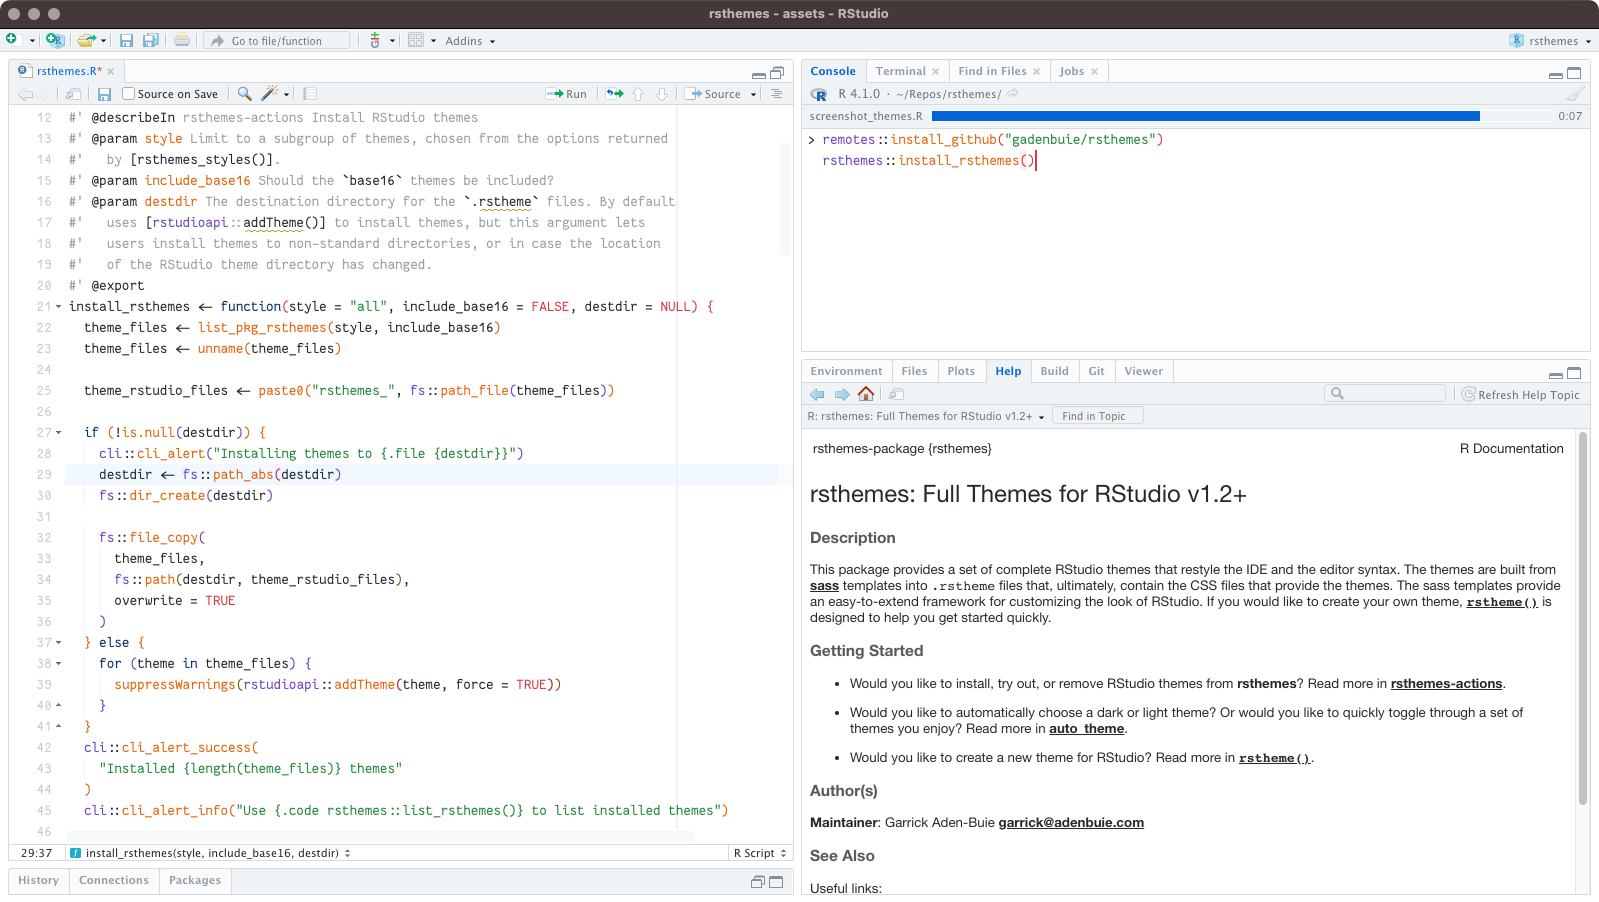 rsthemes - assets - RStudio
Go to file/function
Addins
rsthemes
rsthemes.R*
Source on Save
Run
Source
12 #' @describeIn rsthemes-actions Install RStudio themes
13 #' @param style Limit to a subgroup of themes, chosen from the options returned
14 #'   by [rsthemes_styles()].
15 #' @param include_base16 Should the `base16` themes be included?
16 #' @param destdir The destination directory for the `.rstheme` files. By default
17 #'   uses [rstudioapi::addTheme()] to install themes, but this argument lets
18 #'   users install themes to non-standard directories, or in case the location
19 #'   of the RStudio theme directory has changed.
20 #' @export
21 install_rsthemes <- function(style = "all", include_base16 = FALSE, destdir = NULL) {
22   theme_files <- list_pkg_rsthemes(style, include_base16)
23   theme_files <- unname(theme_files)
24
25   theme_rstudio_files <- paste0("rsthemes_", fs::path_file(theme_files))
26
27   if (!is.null(destdir)) {
28     cli::cli_alert("Installing themes to {.file {destdir}}")
29     destdir <- fs::path_abs(destdir)
30     fs::dir_create(destdir)
31
32     fs::file_copy(
33       theme_files,
34       fs::path(destdir, theme_rstudio_files),
35       overwrite = TRUE
36     )
37   } else {
38     for (theme in theme_files) {
39       suppressWarnings(rstudioapi::addTheme(theme, force = TRUE))
40     }
41   }
42   cli::cli_alert_success(
43     "Installed {length(theme_files)} themes"
44   )
45   cli::cli_alert_info("Use {.code rsthemes::list_rsthemes()} to list installed themes")
46
29:37 install_rsthemes(style, include_base16, destdir) R Script
History Connections Packages
Console Terminal Find in Files Jobs
R 4.1.0 · ~/Repos/rsthemes/
screenshot_themes.R 0:07
> remotes::install_github("gadenbuie/rsthemes")
rsthemes::install_rsthemes()
Environment Files Plots Help Build Git Viewer
Refresh Help Topic
R: rsthemes: Full Themes for RStudio v1.2+ Find in Topic
rsthemes-package {rsthemes} R Documentation
rsthemes: Full Themes for RStudio v1.2+
Description
This package provides a set of complete RStudio themes that restyle the IDE and the editor syntax. The themes are built from
sass templates into .rstheme files that, ultimately, contain the CSS files that provide the themes. The sass templates provide
an easy-to-extend framework for customizing the look of RStudio. If you would like to create your own theme, rstheme() is
designed to help you get started quickly.
Getting Started
• Would you like to install, try out, or remove RStudio themes from rsthemes? Read more in rsthemes-actions.
• Would you like to automatically choose a dark or light theme? Or would you like to quickly toggle through a set of
themes you enjoy? Read more in auto_theme.
• Would you like to create a new theme for RStudio? Read more in rstheme().
Author(s)
Maintainer: Garrick Aden-Buie garrick@adenbuie.com
See Also
Useful links: